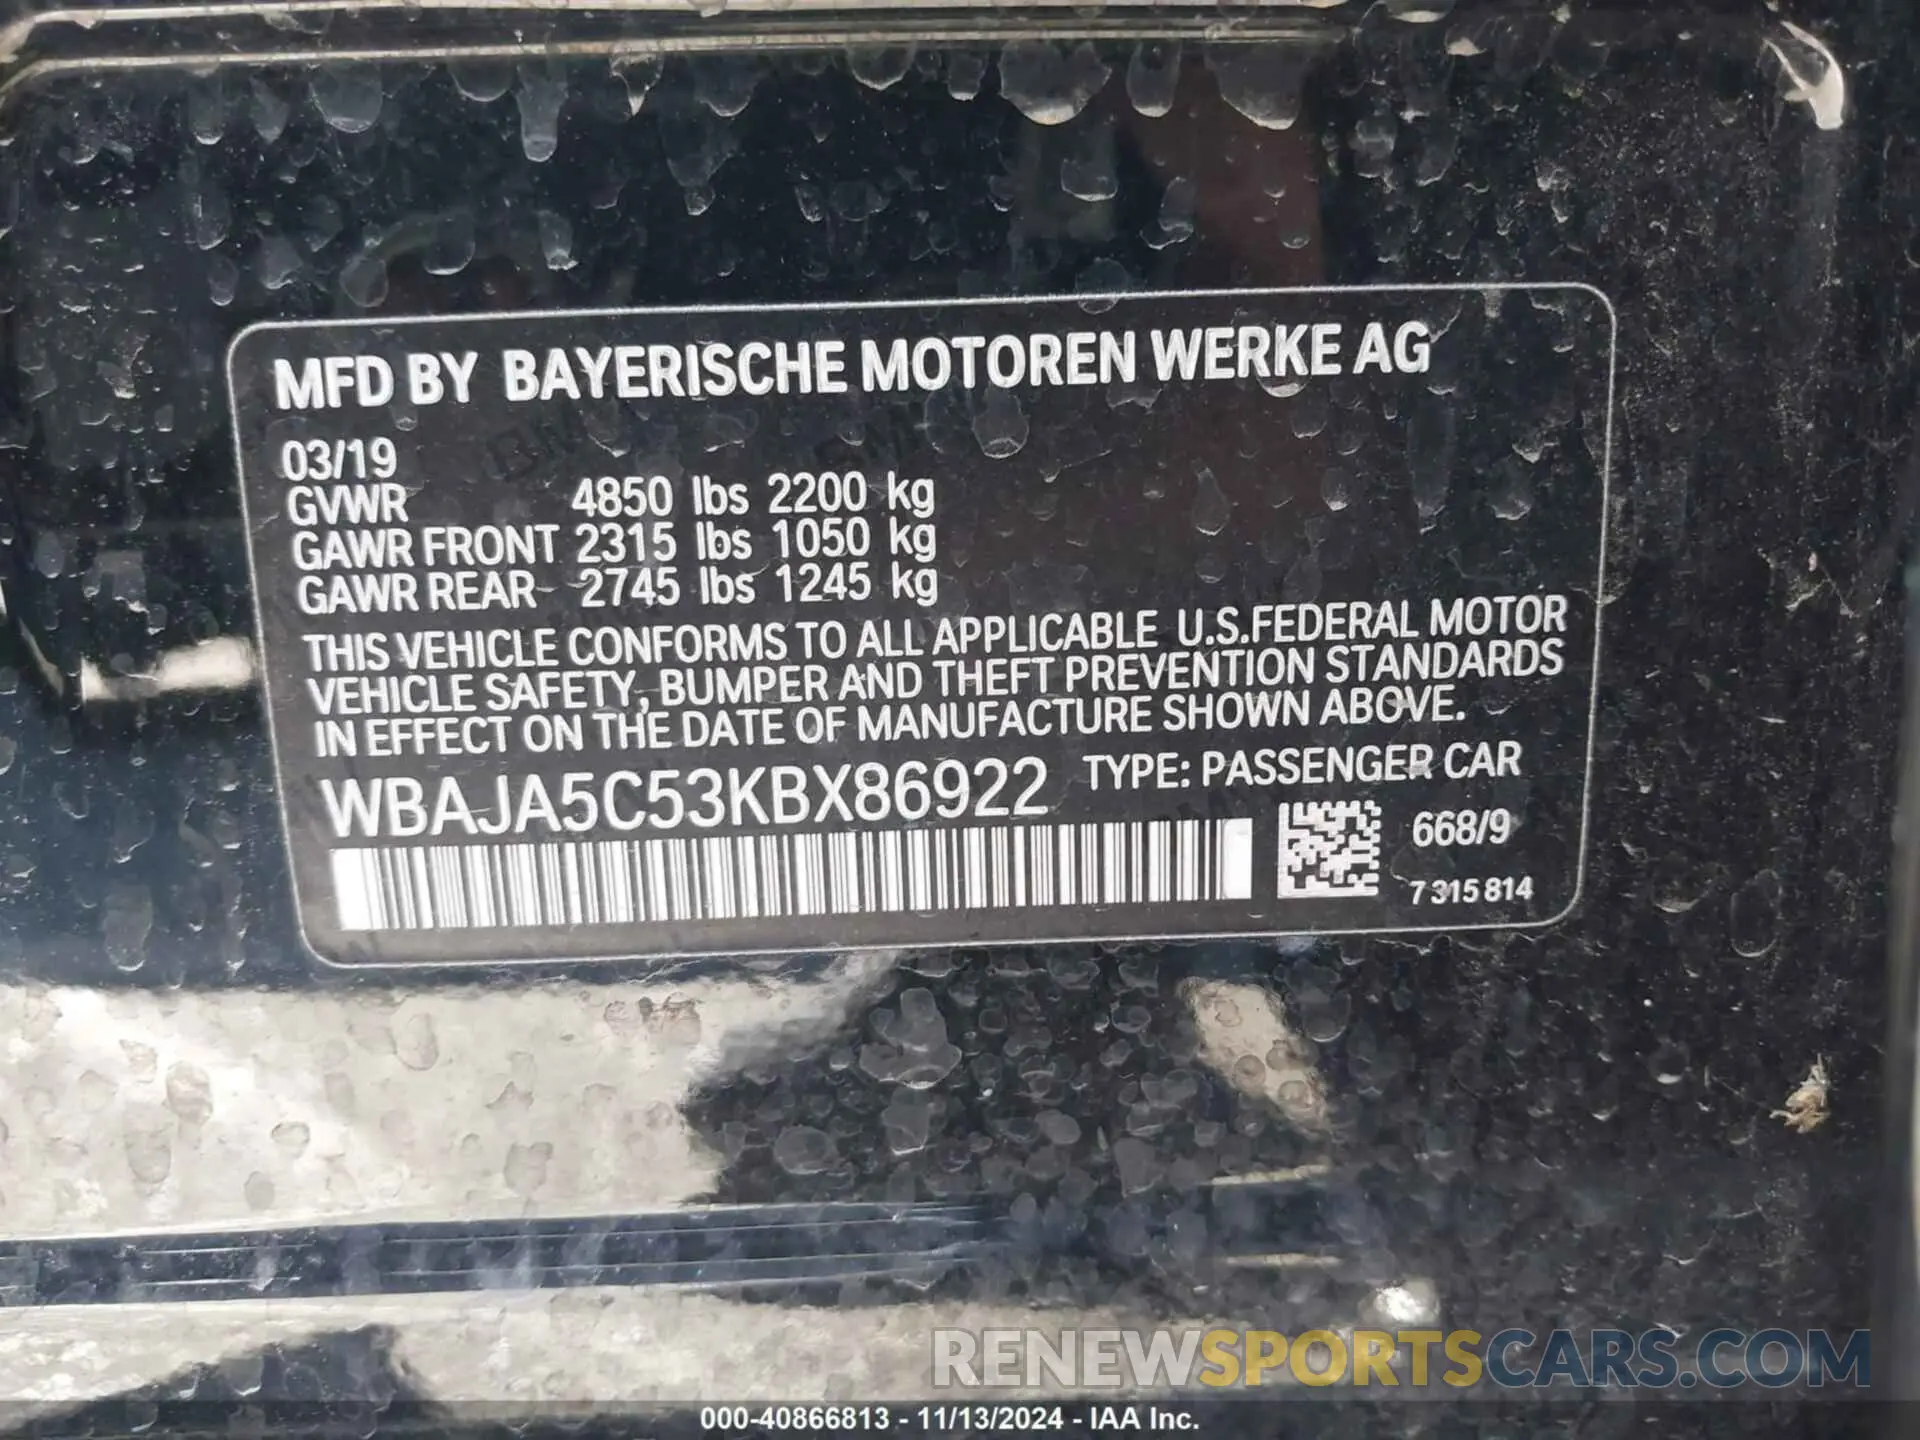 MFD BY BAYERISCHE MOTOREN WERKE AG
03/19
GVWR 4850 lbs 2200 kg
GAWR FRONT 2315 lbs 1050 kg
GAWR REAR 2745 lbs 1245 kg
THIS VEHICLE CONFORMS TO ALL APPLICABLE U.S.FEDERAL MOTOR
VEHICLE SAFETY, BUMPER AND THEFT PREVENTION STANDARDS
IN EFFECT ON THE DATE OF MANUFACTURE SHOWN ABOVE.
WBAJA5C53KBX86922 TYPE: PASSENGER CAR
668/9
7 315 814
RENEWSPORTSCARS.COM
000-40866813 - 11/13/2024 - IAA Inc.